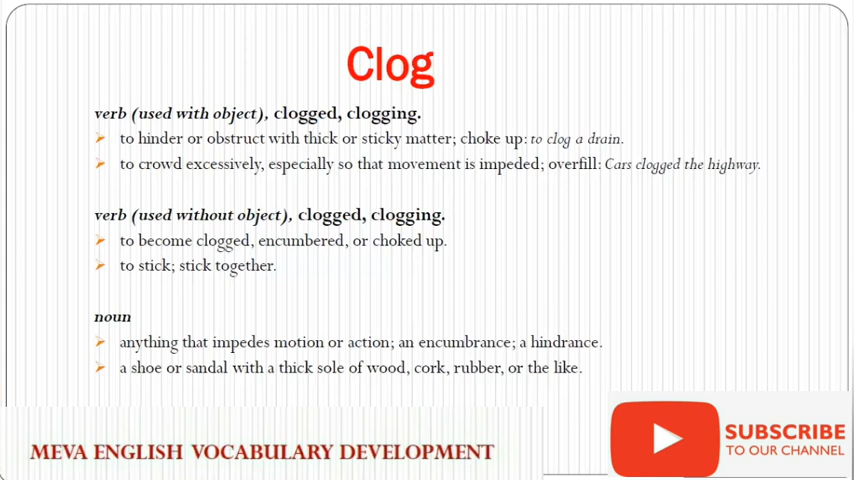 Clog
verb (used with object), clogged, clogging.
to hinder or obstruct with thick or sticky matter; choke up: to clog a drain.
to crowd excessively, especially so that movement is impeded; overfill: Cars clogged the highway.
verb (used without object), clogged, clogging.
to become clogged, encumbered, or choked up.
to stick; stick together.
noun
anything that impedes motion or action; an encumbrance; a hindrance.
a shoe or sandal with a thick sole of wood, cork, rubber, or the like.
MEVA ENGLISH VOCABULARY DEVELOPMENT
SUBSCRIBE
TO OUR CHANNEL